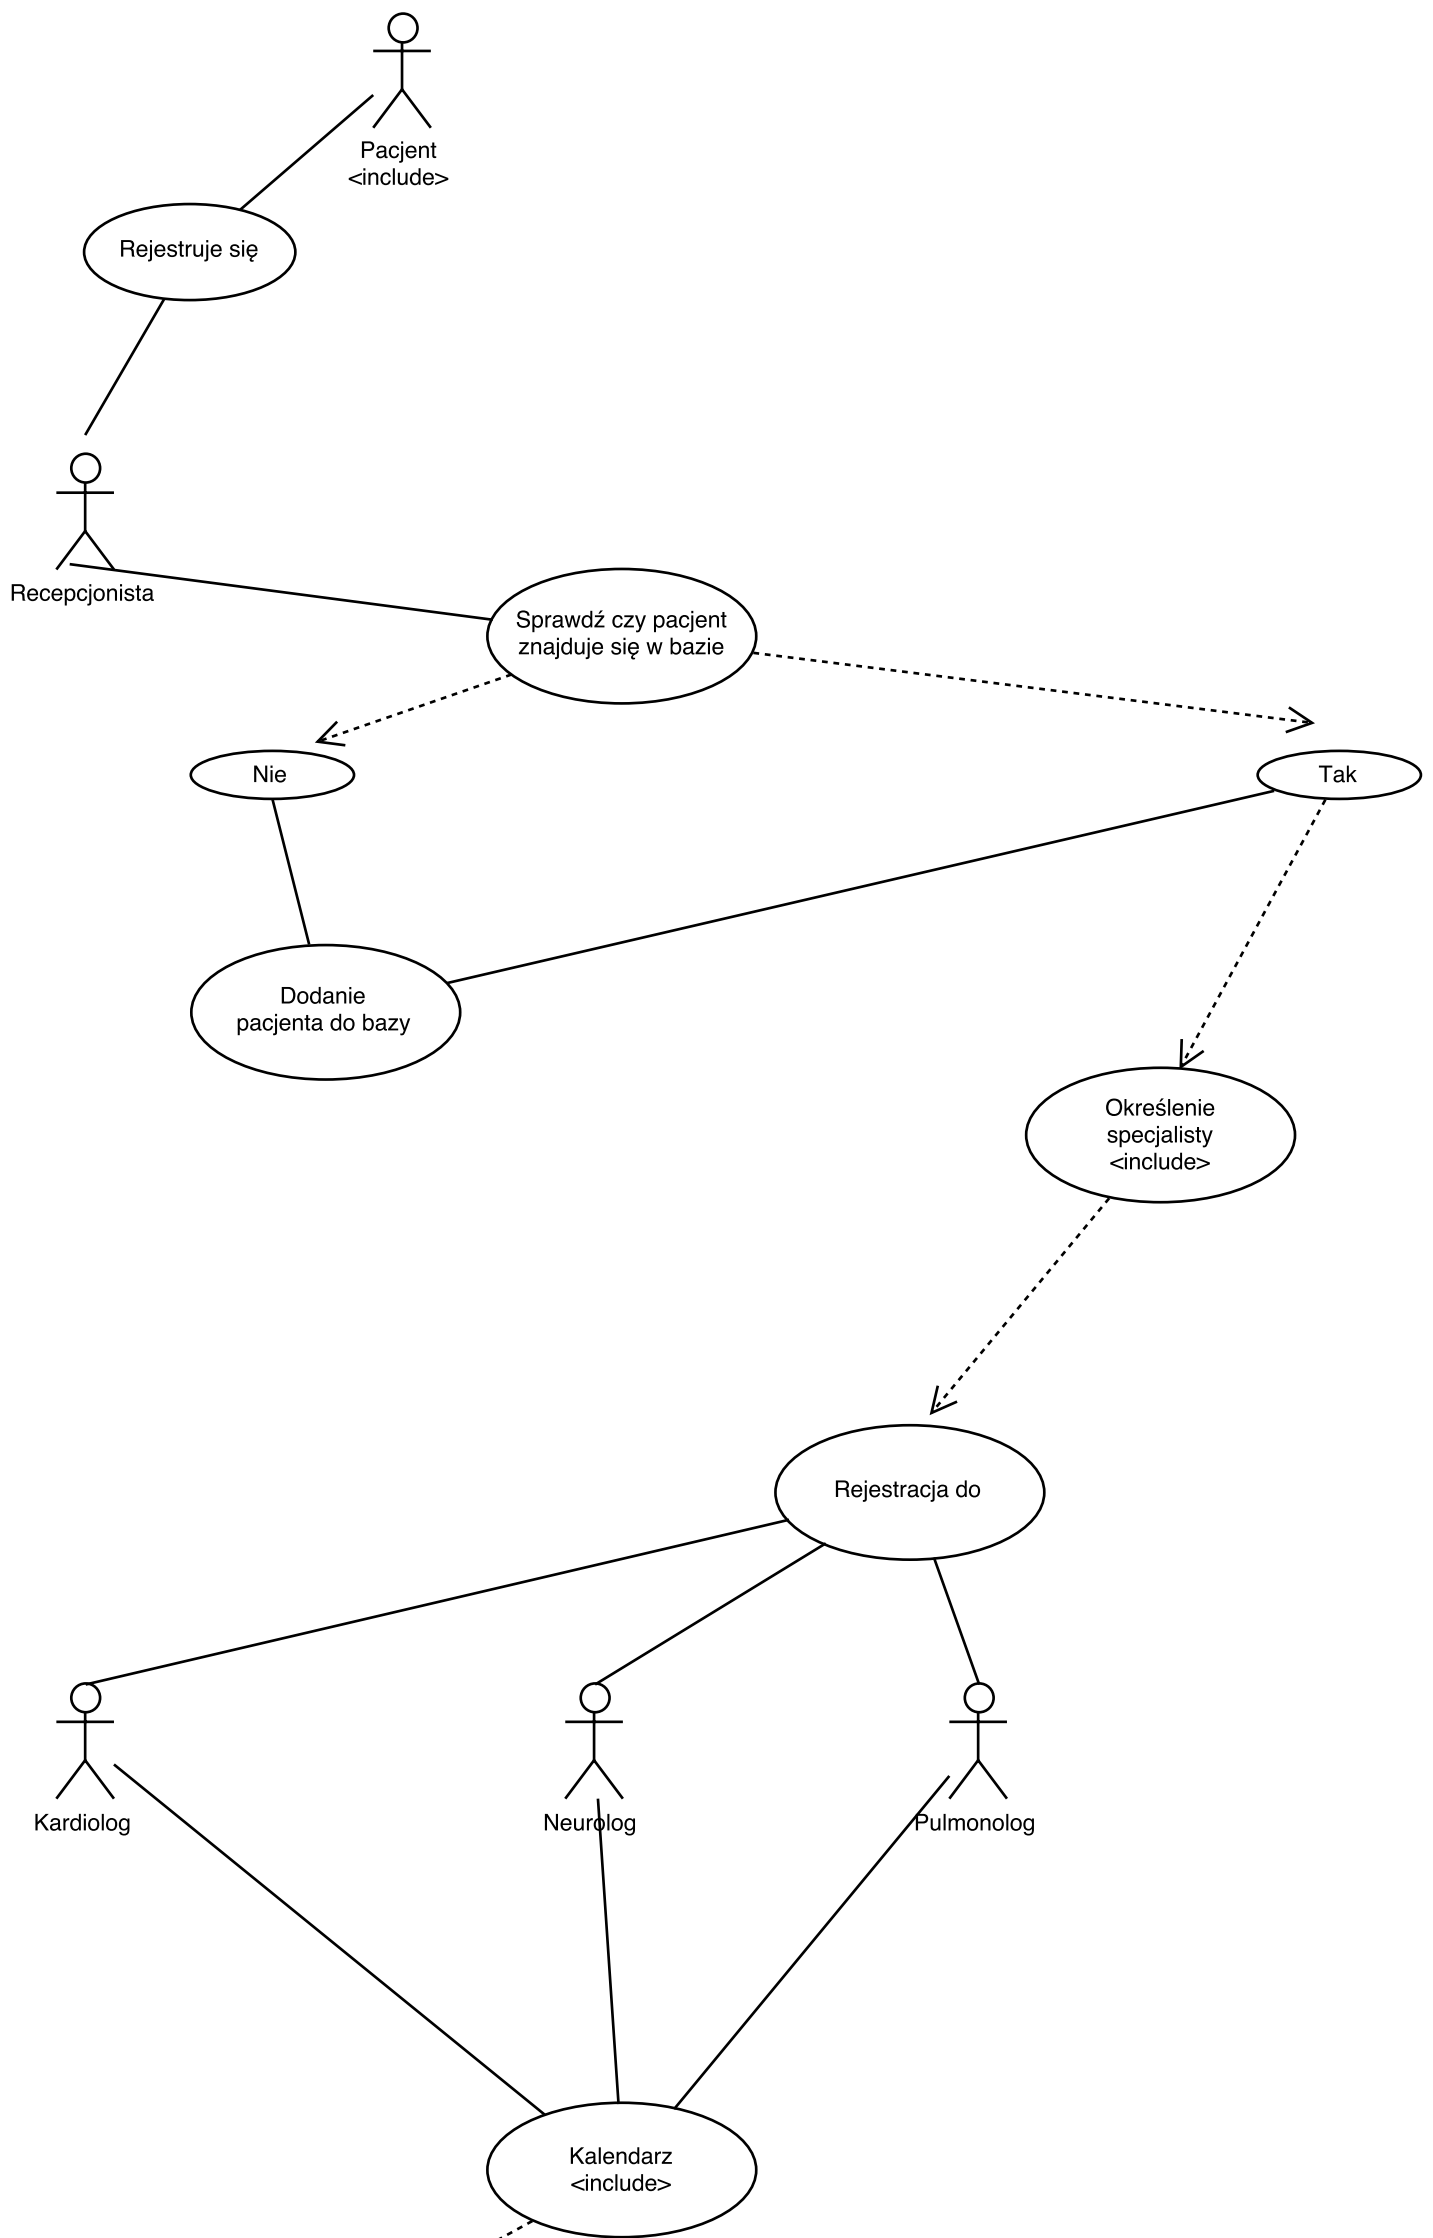 Pacjent
<include>
Rejestruje się
Recepcjonista
Sprawdź czy pacjent
znajduje się w bazie
Nie
Tak
Dodanie
pacjenta do bazy
Określenie
specjalisty
<include>
Rejestracja do
Kardiolog
Neurolog
Pulmonolog
Kalendarz
<include>